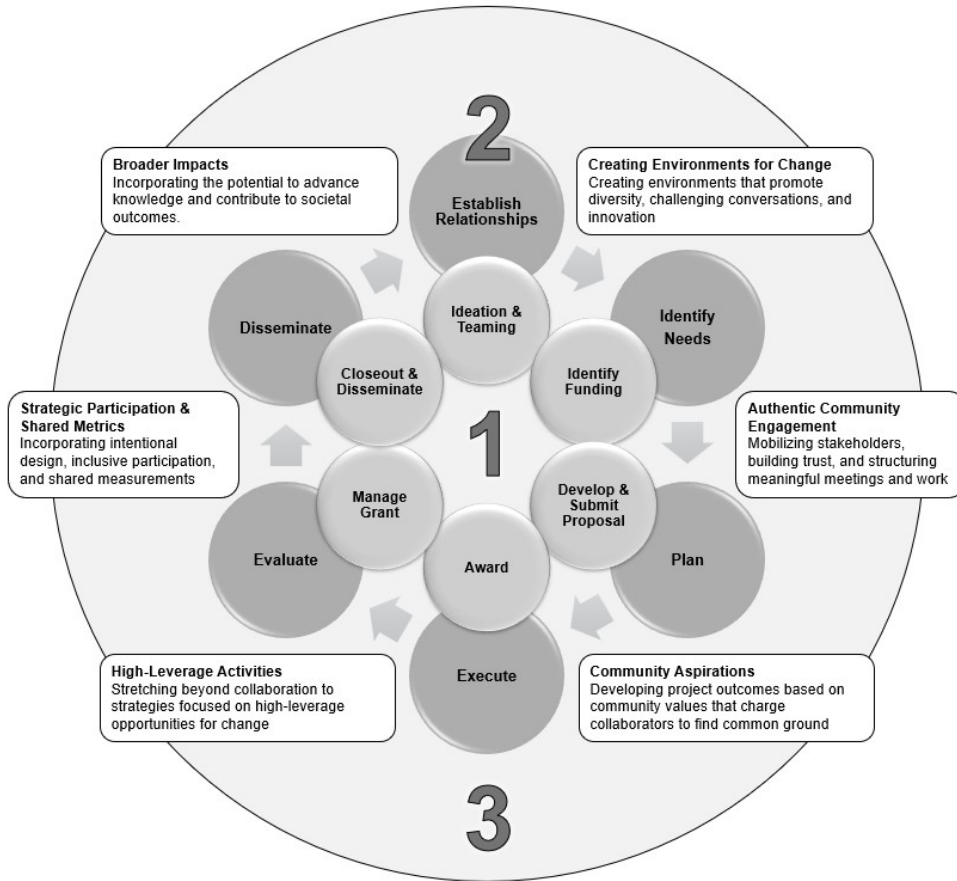 2
Broader Impacts
Incorporating the potential to advance
knowledge and contribute to societal
outcomes.
Creating Environments for Change
Creating environments that promote
diversity, challenging conversations, and
innovation
Establish
Relationships
Disseminate
Ideation &
Teaming
Identify
Needs
Closeout &
Disseminate
Identify
Funding
Strategic Participation &
Shared Metrics
Incorporating intentional
design, inclusive participation,
and shared measurements
1
Authentic Community
Engagement
Mobilizing stakeholders,
building trust, and structuring
meaningful meetings and work
Manage
Grant
Develop &
Submit
Proposal
Evaluate
Award
Plan
High-Leverage Activities
Stretching beyond collaboration to
strategies focused on high-leverage
opportunities for change
Execute
Community Aspirations
Developing project outcomes based on
community values that charge
collaborators to find common ground
3